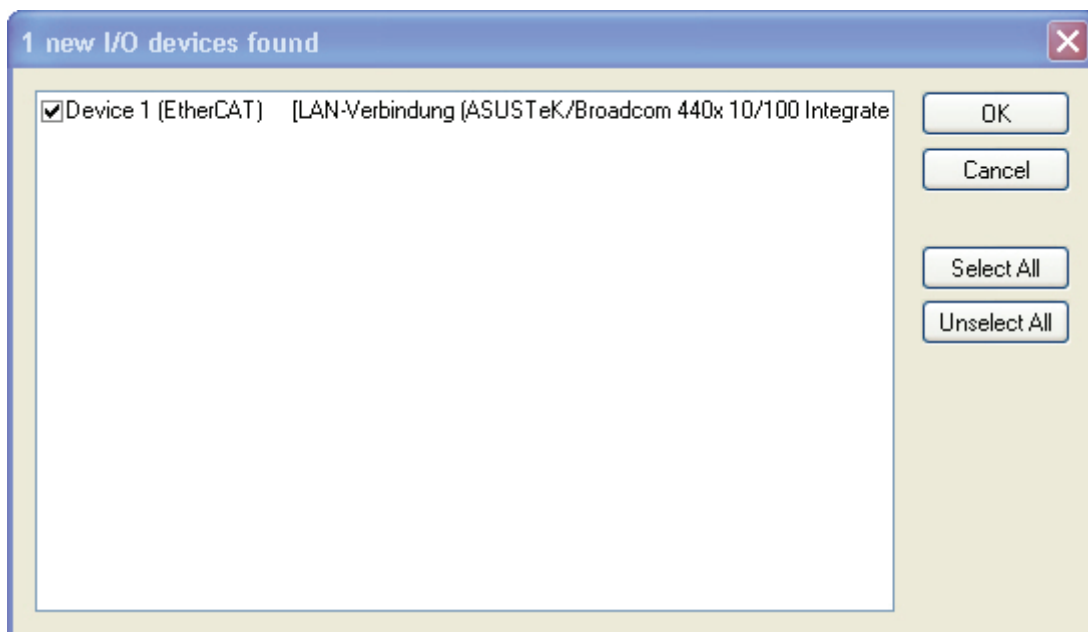 1 new I/O devices found
Device 1 (EtherCAT) [LAN-Verbindung (ASUSTeK/Broadcom 440x 10/100 Integrate
OK
Cancel
Select All
Unselect All